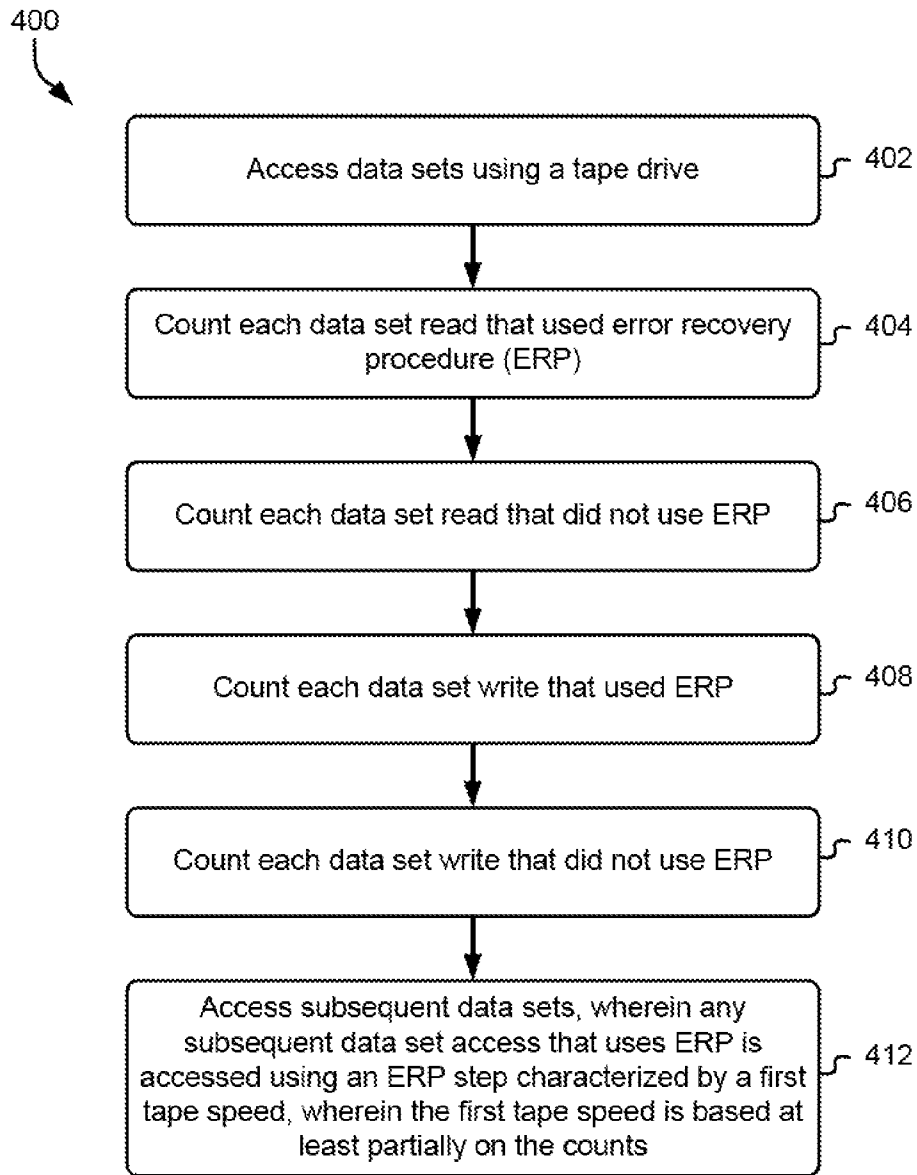 400
Access data sets using a tape drive
402
Count each data set read that used error recovery
procedure (ERP)
404
Count each data set read that did not use ERP
406
Count each data set write that used ERP
408
Count each data set write that did not use ERP
410
Access subsequent data sets, wherein any
subsequent data set access that uses ERP is
accessed using an ERP step characterized by a first
tape speed, wherein the first tape speed is based at
least partially on the counts
412